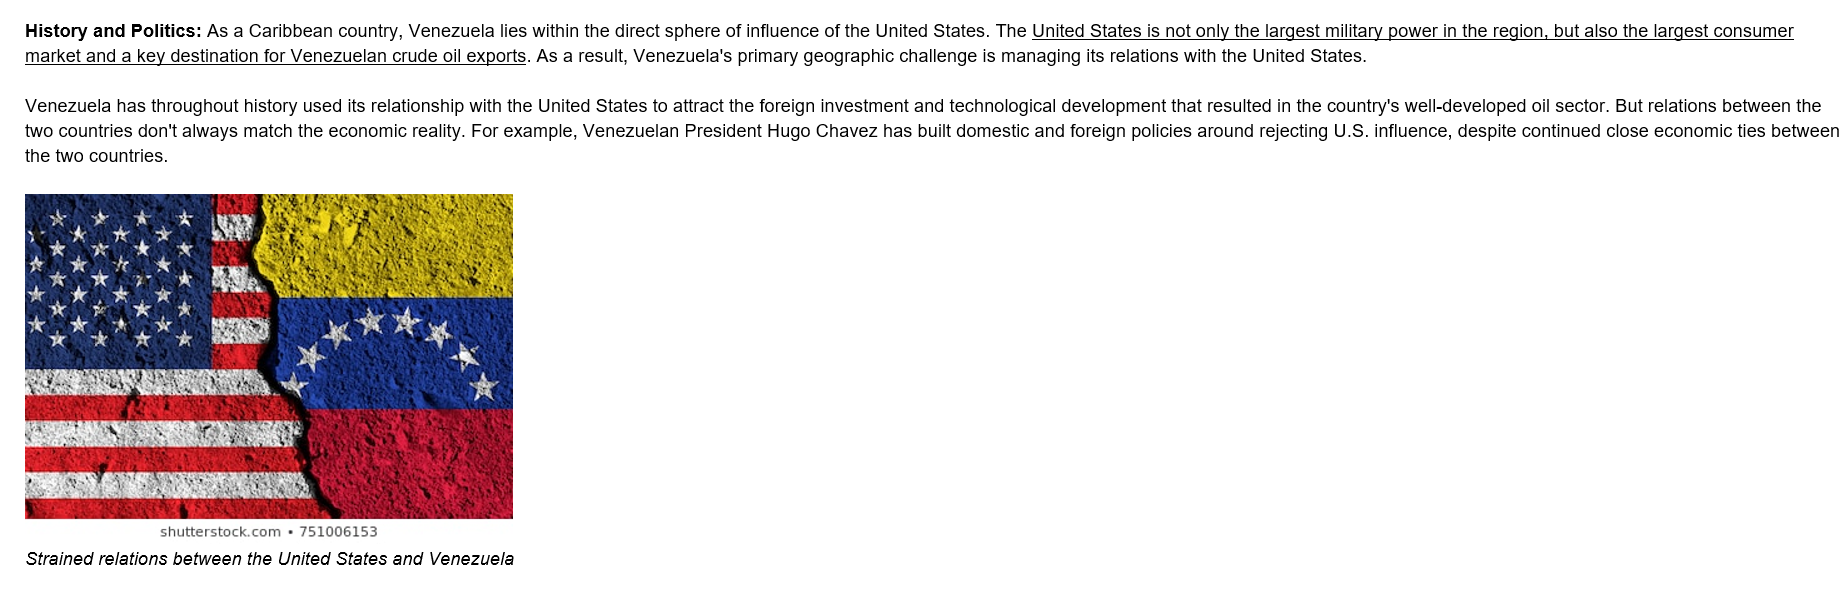 History and Politics: As a Caribbean country, Venezuela lies within the direct sphere of influence of the United States. The United States is not only the largest military power in the region, but also the largest consumer
market and a key destination for Venezuelan crude oil exports. As a result, Venezuela's primary geographic challenge is managing its relations with the United States.
Venezuela has throughout history used its relationship with the United States to attract the foreign investment and technological development that resulted in the country's well-developed oil sector. But relations between the
two countries don't always match the economic reality. For example, Venezuelan President Hugo Chavez has built domestic and foreign policies around rejecting U.S. influence, despite continued close economic ties between
the two countries.
shutterstock.com • 751006153
Strained relations between the United States and Venezuela